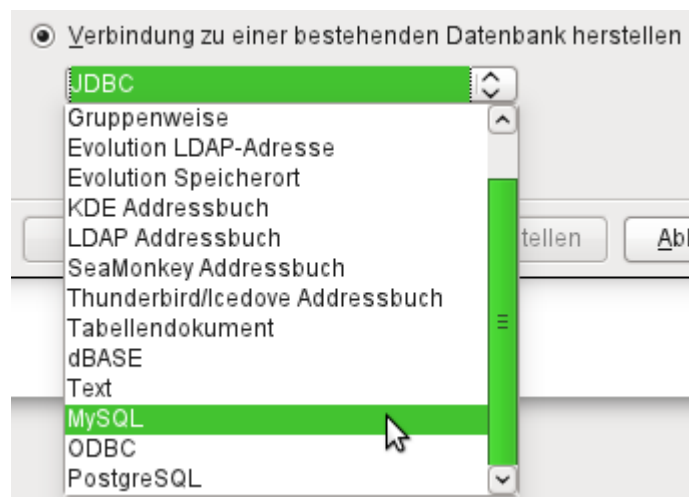 Verbindung zu einer bestehenden Datenbank herstellen
JDBC
Gruppenweise
Evolution LDAP-Adresse
Evolution Speicherort
KDE Addressbuch
LDAP Addressbuch
tellen
Abl
SeaMonkey Addressbuch
Thunderbird/Icedove Addressbuch
Tabellendokument
dBASE
Text
MySQL
ODBC
PostgreSQL